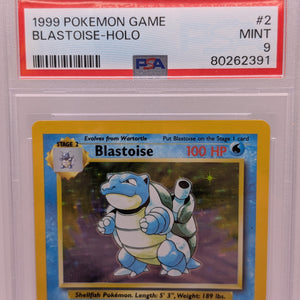 1999 POKEMON GAME #2
BLASTOISE-HOLO MINT
9
PSA 80262391
Evolves from Wartortle Put Blastoise on the Stage 1 card
STAGE 2
Blastoise 100 HP
Shellfish Pokémon. Length: 5' 3", Weight: 189 lbs.